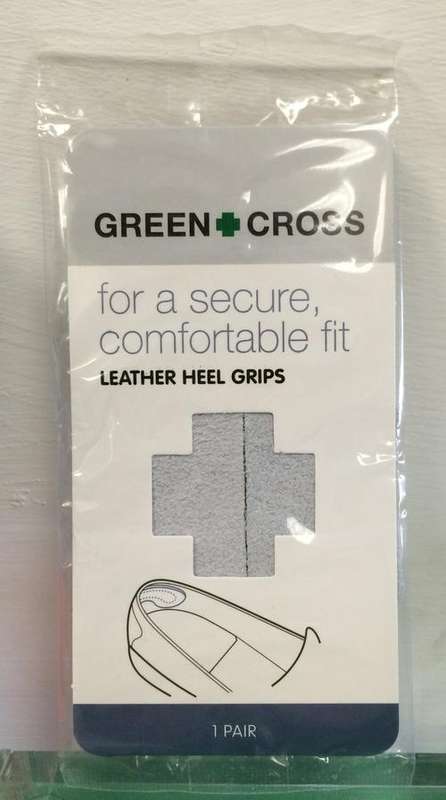 GREEN CROSS
for a secure,
comfortable fit
LEATHER HEEL GRIPS
1 PAIR